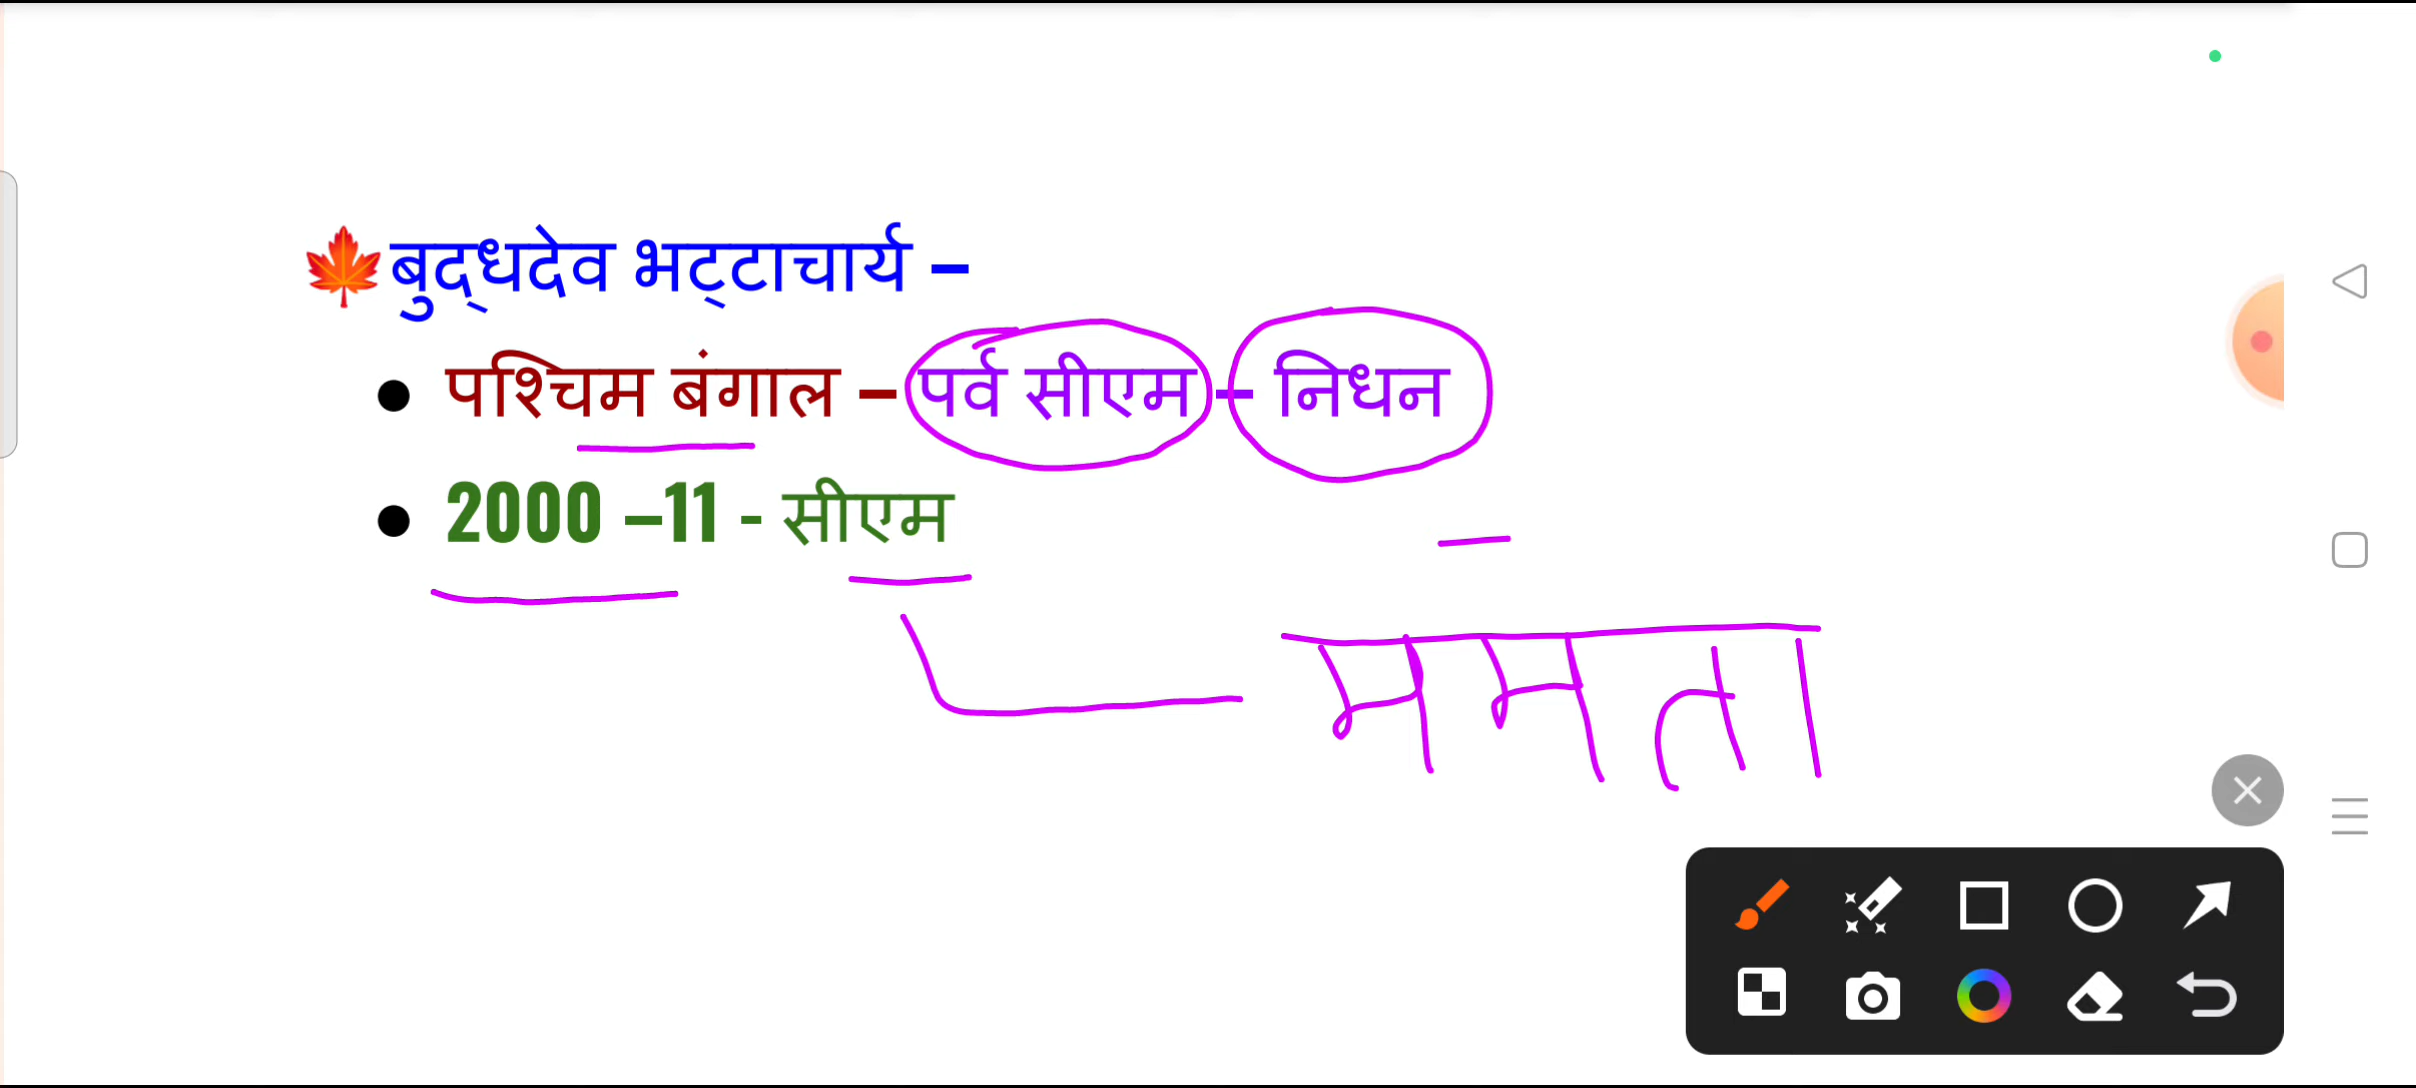 🍁बुद्धदेव भट्टाचार्य –
● पश्चिम बंगाल – पर्व सीएम – निधन
● 2000 –11 - सीएम
ममता